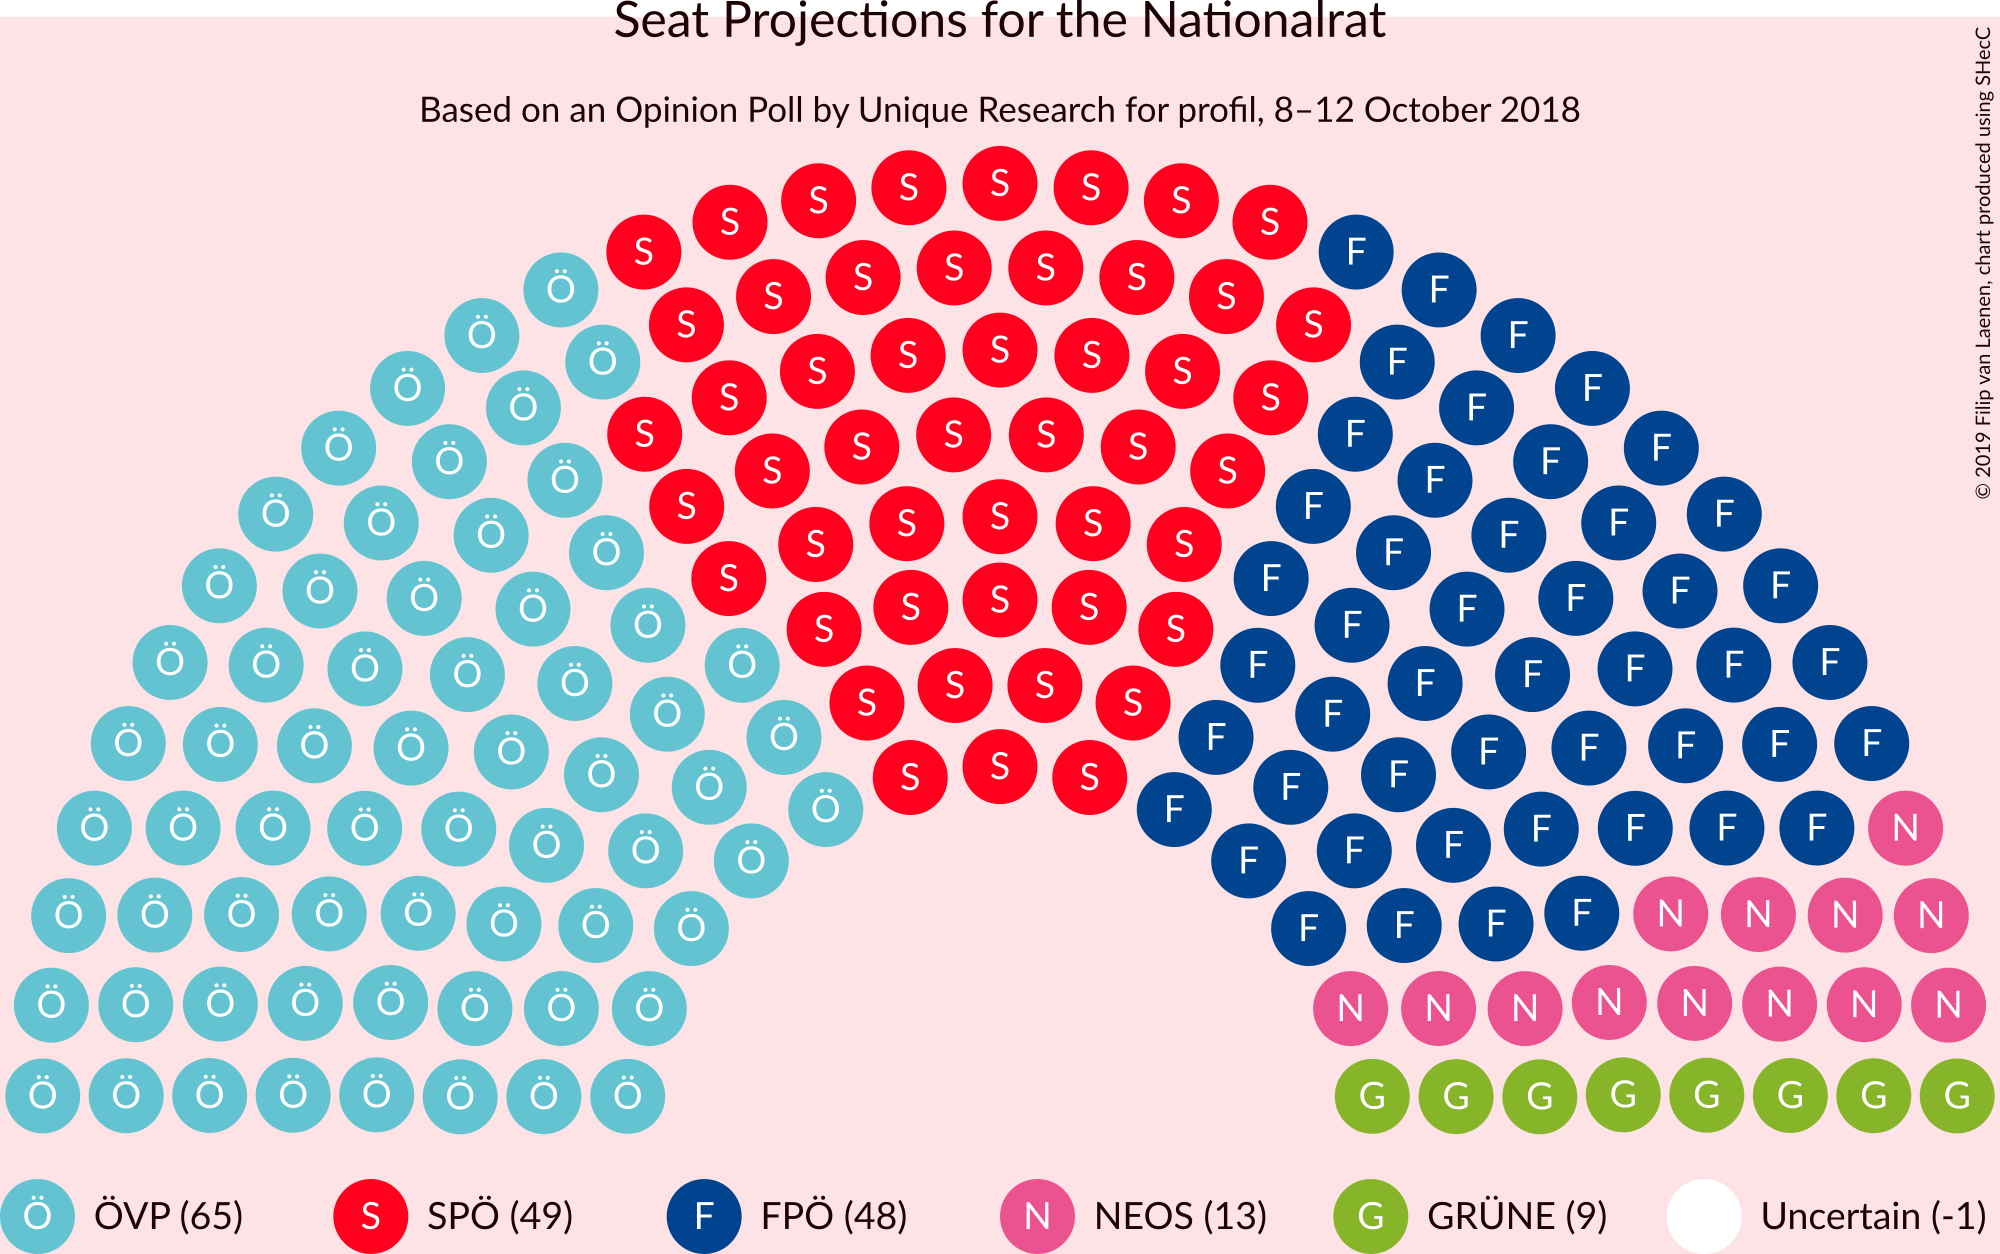 Seat Projections for the Nationalrat
Based on an Opinion Poll by Unique Research for profil, 8–12 October 2018
© 2019 Filip van Laenen, chart produced using SHecC
S S S S S S S S S
Ö S S S S S S S S F
Ö Ö S S S S S S S F F
Ö Ö S S S S S S S S F F
Ö Ö Ö S S S S S S S F F F
Ö Ö Ö Ö S S S S S F F F F
Ö Ö Ö Ö Ö S S S S S F F F F F
Ö Ö Ö Ö Ö Ö S S S S F F F F F F
Ö Ö Ö Ö Ö Ö Ö Ö S S S F F F F F F F F
Ö Ö Ö Ö Ö Ö Ö Ö Ö F F F F F F F F N
Ö Ö Ö Ö Ö Ö Ö Ö F F F F N N N N
Ö Ö Ö Ö Ö Ö Ö Ö N N N N N N N N
Ö Ö Ö Ö Ö Ö Ö Ö G G G G G G G G
Ö ÖVP (65) S SPÖ (49) F FPÖ (48) N NEOS (13) G GRÜNE (9) Uncertain (-1)